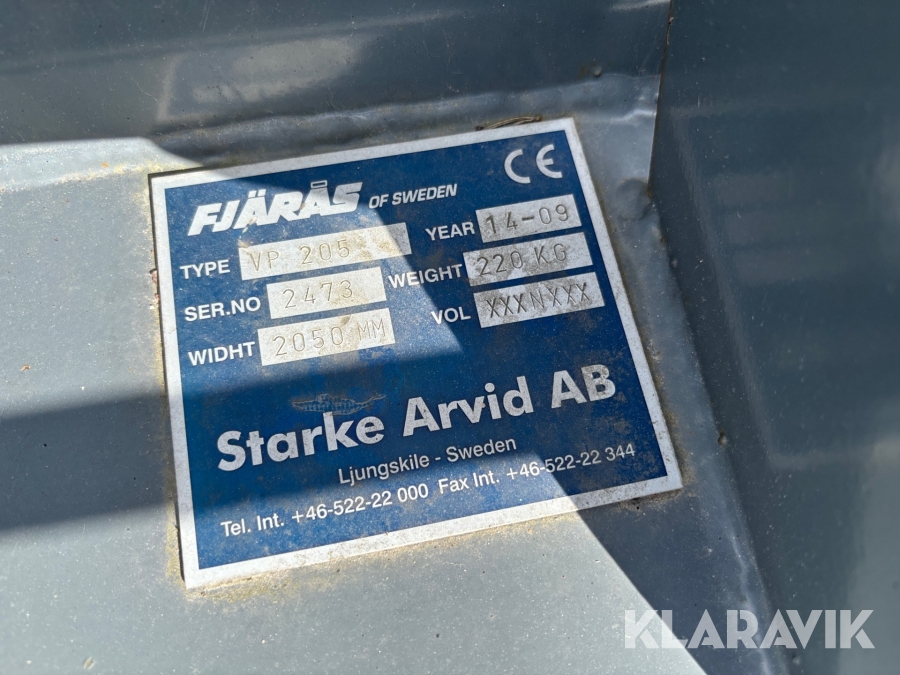 FJÄRÅS OF SWEDEN
CE
TYPE VP 205
YEAR 14-09
SER.NO 2473
WEIGHT 220 KG
WIDHT 2050 MM
VOL XXXNXXX
Starke Arvid AB
Ljungskile - Sweden
Tel. Int. +46-522-22 000 Fax Int. +46-522-22 344
KLARAVIK